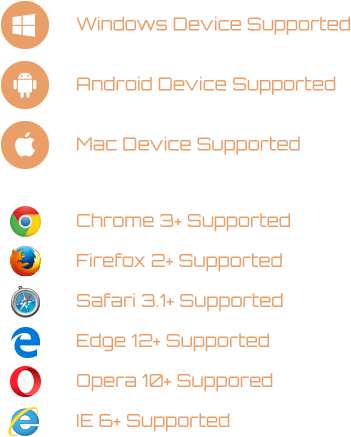 Windows Device Supported
Android Device Supported
Mac Device Supported
Chrome 3+ Supported
Firefox 2+ Supported
Safari 3.1+ Supported
Edge 12+ Supported
Opera 10+ Suppored
IE 6+ Supported